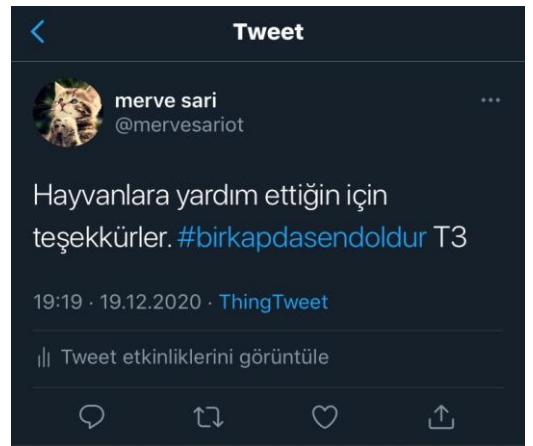 Tweet
merve sari
@mervesariot
Hayvanlara yardım ettiğin için
teşekkürler. #birkapdasendoldur T3
19:19 · 19.12.2020 · ThingTweet
Tweet etkinliklerini görüntüle